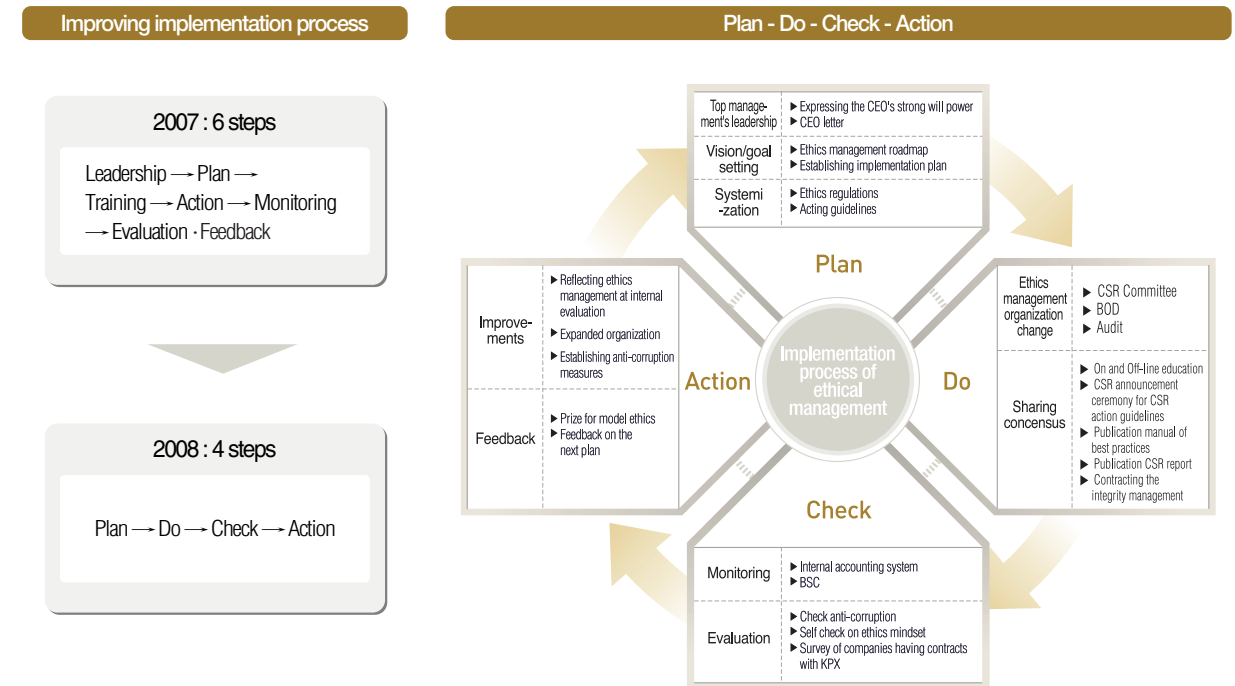 Improving implementation process
Plan - Do - Check - Action
2007 : 6 steps
Leadership → Plan →
Training → Action → Monitoring
→ Evaluation · Feedback
2008 : 4 steps
Plan → Do → Check → Action
Top manage-
ment's leadership
▶ Expressing the CEO's strong will power
▶ CEO letter
Vision/goal
setting
▶ Ethics management roadmap
▶ Establishing implementation plan
Systemi
-zation
▶ Ethics regulations
▶ Acting guidelines
Plan
Improve-
ments
▶ Reflecting ethics
management at internal
evaluation
▶ Expanded organization
▶ Establishing anti-corruption
measures
Feedback
▶ Prize for model ethics
▶ Feedback on the
next plan
Action
Implementation
process of
ethical
management
Do
Ethics
management
organization
change
▶ CSR Committee
▶ BOD
▶ Audit
Sharing
concensus
▶ On and Off-line education
▶ CSR announcement
ceremony for CSR
action guidelines
▶ Publication manual of
best practices
▶ Publication CSR report
▶ Contracting the
integrity management
Check
Monitoring
▶ Internal accounting system
▶ BSC
Evaluation
▶ Check anti-corruption
▶ Self check on ethics mindset
▶ Survey of companies having contracts
with KPX